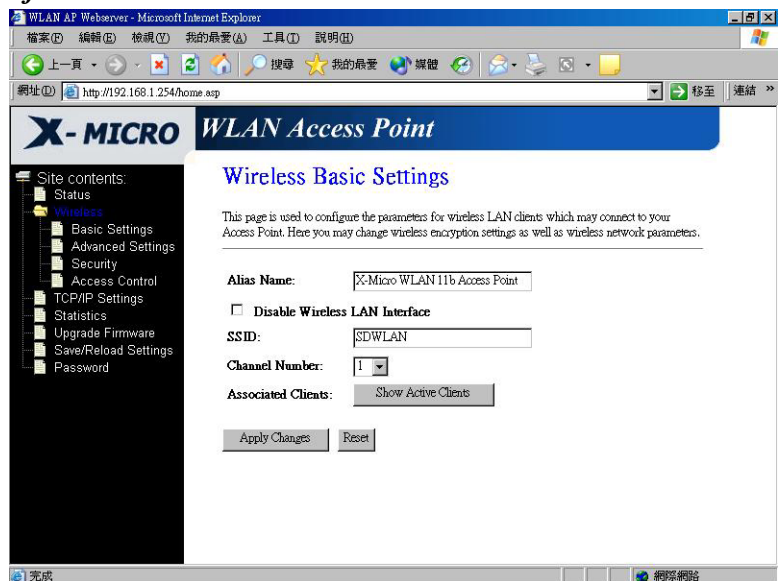 WLAN AP Webserver - Microsoft Internet Explorer
檔案(F) 編輯(E) 檢視(V) 我的最愛(A) 工具(T) 說明(H)
上一頁 搜尋 我的最愛 媒體
網址(D) http://192.168.1.254/home.asp 移至 連結 »
X-MICRO WLAN Access Point
Site contents:
Status
Wireless
Basic Settings
Advanced Settings
Security
Access Control
TCP/IP Settings
Statistics
Upgrade Firmware
Save/Reload Settings
Password
Wireless Basic Settings
This page is used to configure the parameters for wireless LAN clients which may connect to your
Access Point. Here you may change wireless encryption settings as well as wireless network parameters.
Alias Name: X-Micro WLAN 11b Access Point
Disable Wireless LAN Interface
SSID: SDWLAN
Channel Number: 1
Associated Clients: Show Active Clients
Apply Changes Reset
完成 網際網路